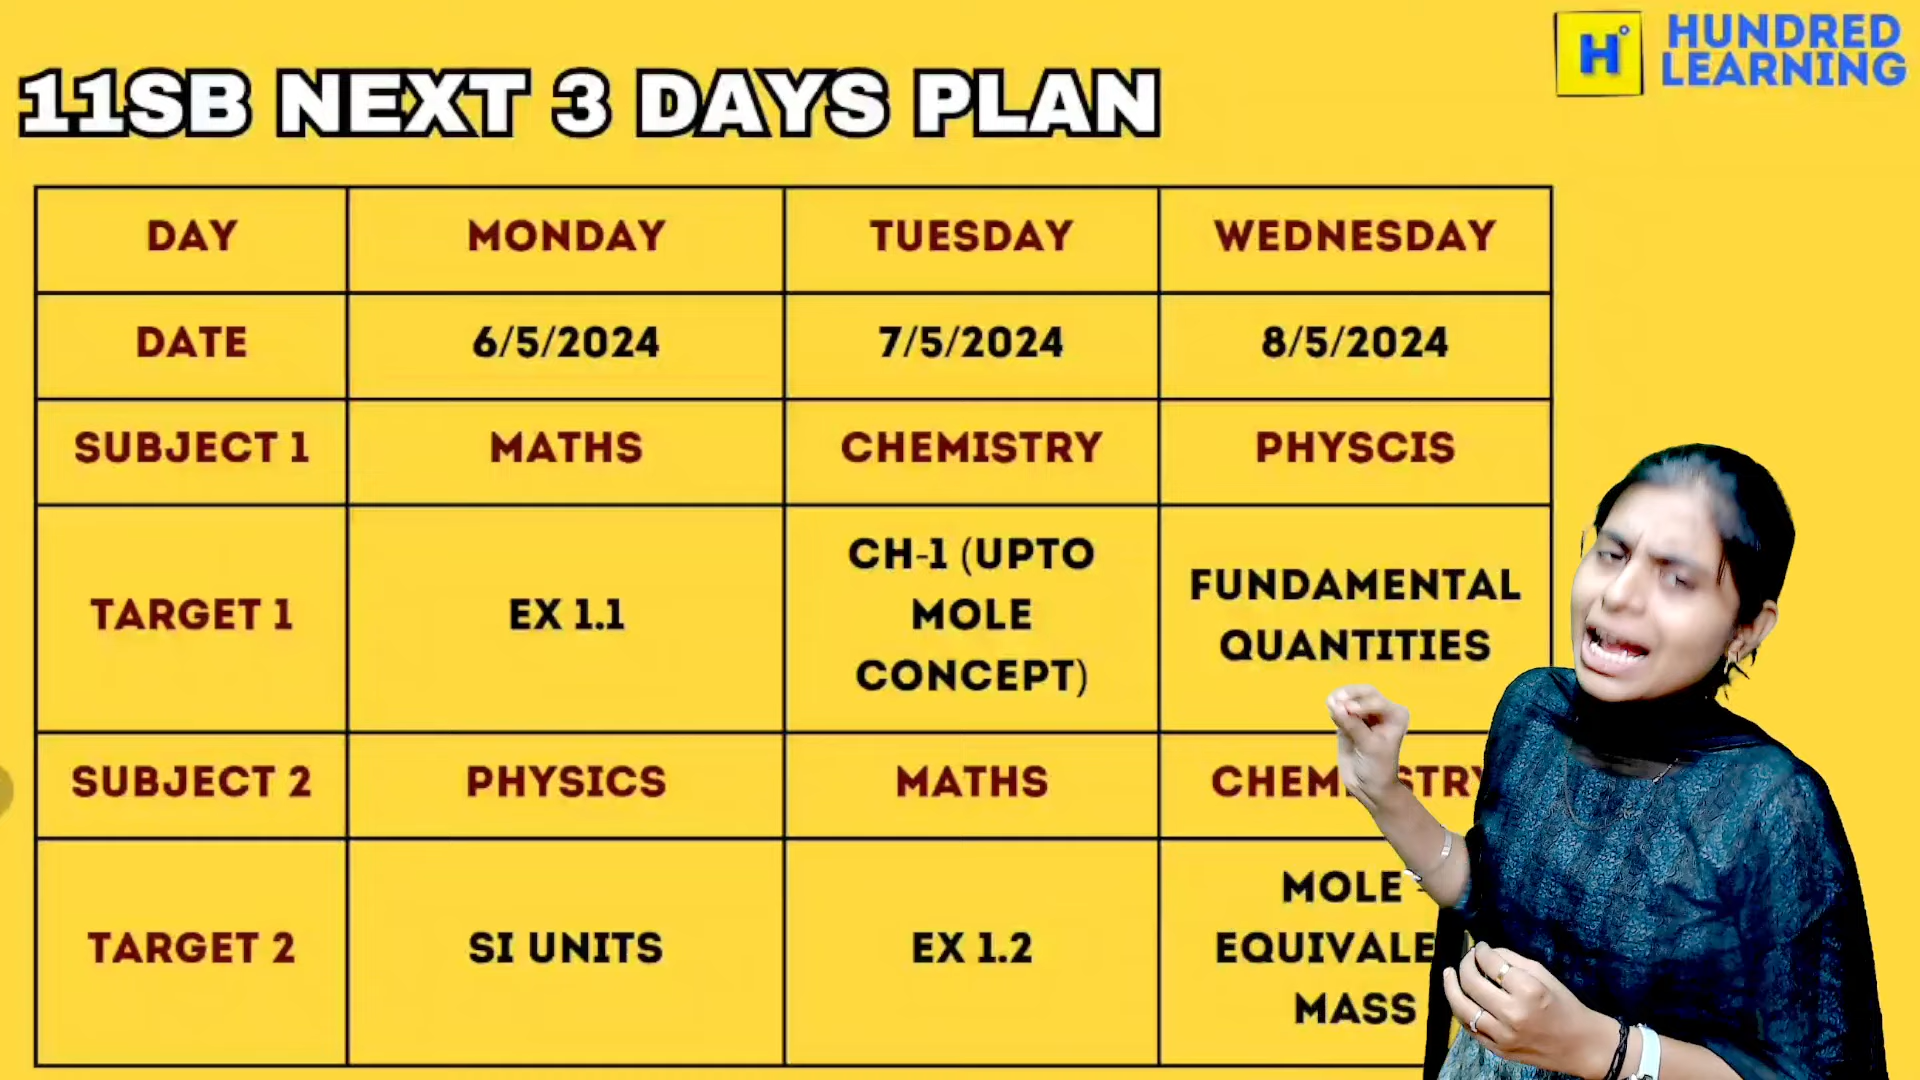 HUNDRED
LEARNING
H°
11SB NEXT 3 DAYS PLAN
DAY MONDAY TUESDAY WEDNESDAY
DATE 6/5/2024 7/5/2024 8/5/2024
SUBJECT 1 MATHS CHEMISTRY PHYSCIS
TARGET 1 EX 1.1
CH-1 (UPTO
MOLE
CONCEPT)
FUNDAMENTAL
QUANTITIES
SUBJECT 2 PHYSICS MATHS
TARGET 2 SI UNITS EX 1.2
MOLE
MASS